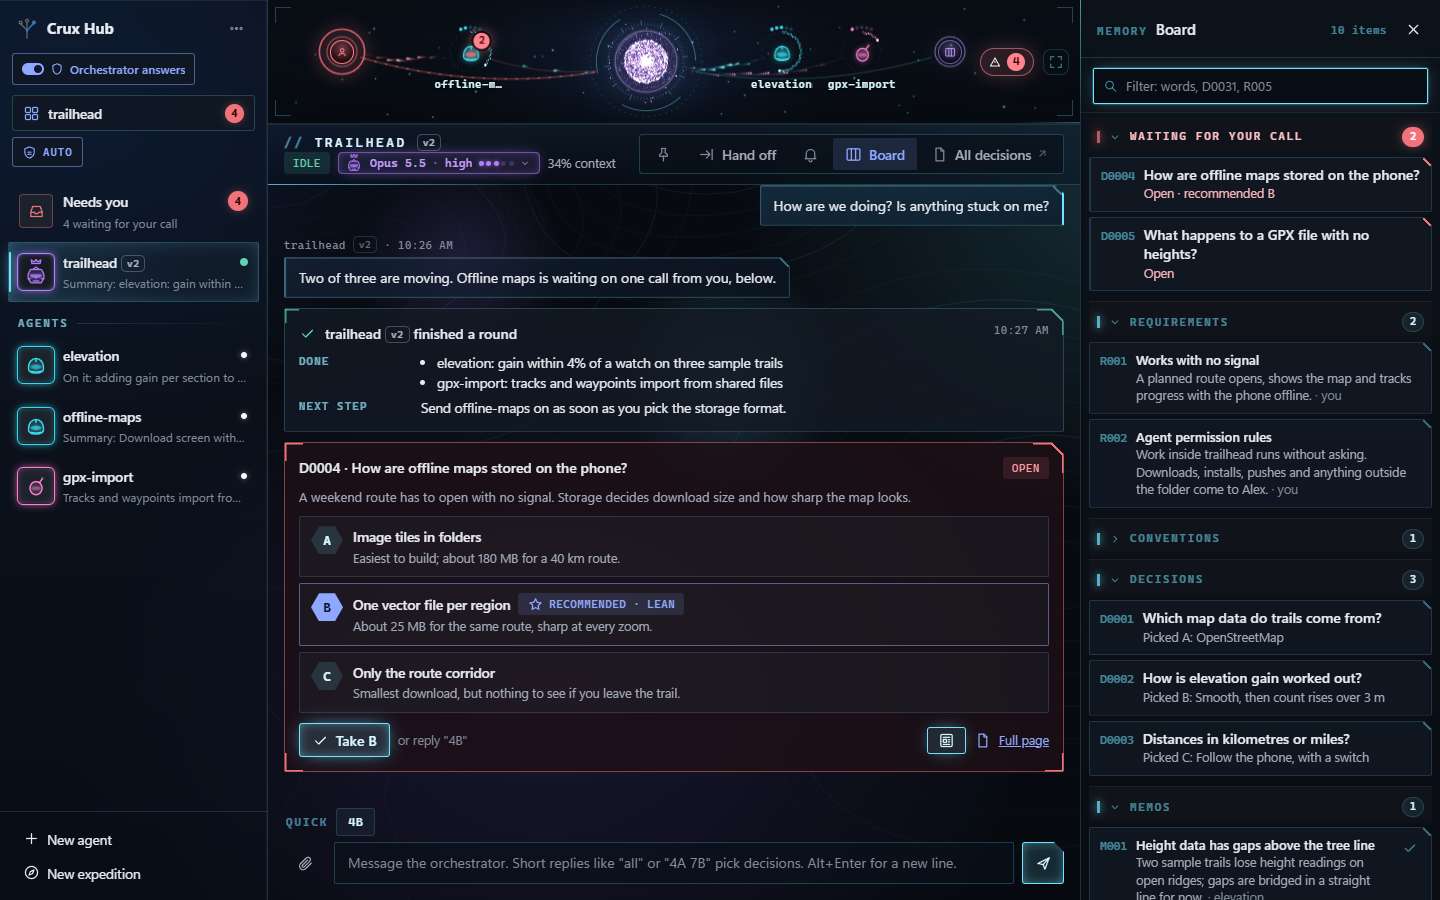 Crux Hub
Orchestrator answers
trailhead
4
AUTO
Needs you
4
4 waiting for your call
trailhead v2
Summary: elevation: gain within ...
AGENTS
elevation
On it: adding gain per section to ...
offline-maps
Summary: Download screen with...
gpx-import
Tracks and waypoints import fro...
New agent
New expedition
2
offline-m…
elevation
gpx-import
4
// TRAILHEAD v2
IDLE
Opus 5.5 · high
34% context
Hand off
Board
All decisions
How are we doing? Is anything stuck on me?
trailhead v2 · 10:26 AM
Two of three are moving. Offline maps is waiting on one call from you, below.
trailhead v2 finished a round
10:27 AM
DONE
• elevation: gain within 4% of a watch on three sample trails
• gpx-import: tracks and waypoints import from shared files
NEXT STEP
Send offline-maps on as soon as you pick the storage format.
D0004 · How are offline maps stored on the phone?
OPEN
A weekend route has to open with no signal. Storage decides download size and how sharp the map looks.
A
Image tiles in folders
Easiest to build; about 180 MB for a 40 km route.
B
One vector file per region
RECOMMENDED · LEAN
About 25 MB for the same route, sharp at every zoom.
C
Only the route corridor
Smallest download, but nothing to see if you leave the trail.
Take B
or reply "4B"
Full page
QUICK
4B
Message the orchestrator. Short replies like "all" or "4A 7B" pick decisions. Alt+Enter for a new line.
MEMORY Board
10 items
Filter: words, D0031, R005
WAITING FOR YOUR CALL
2
D0004 How are offline maps stored on the phone?
Open · recommended B
D0005 What happens to a GPX file with no
heights?
Open
REQUIREMENTS
2
R001 Works with no signal
A planned route opens, shows the map and tracks
progress with the phone offline. · you
R002 Agent permission rules
Work inside trailhead runs without asking.
Downloads, installs, pushes and anything outside
the folder come to Alex. · you
CONVENTIONS
1
DECISIONS
3
D0001 Which map data do trails come from?
Picked A: OpenStreetMap
D0002 How is elevation gain worked out?
Picked B: Smooth, then count rises over 3 m
D0003 Distances in kilometres or miles?
Picked C: Follow the phone, with a switch
MEMOS
1
M001 Height data has gaps above the tree line
Two sample trails lose height readings on
open ridges; gaps are bridged in a straight
line for now. · elevation